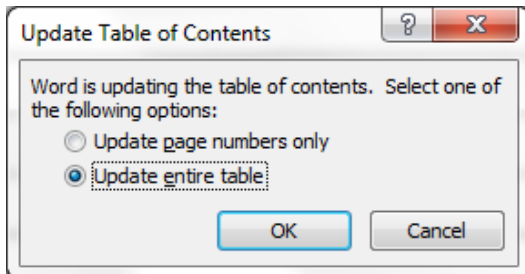 Update Table of Contents
?
X
Word is updating the table of contents. Select one of
the following options:
Update page numbers only
Update entire table
OK Cancel